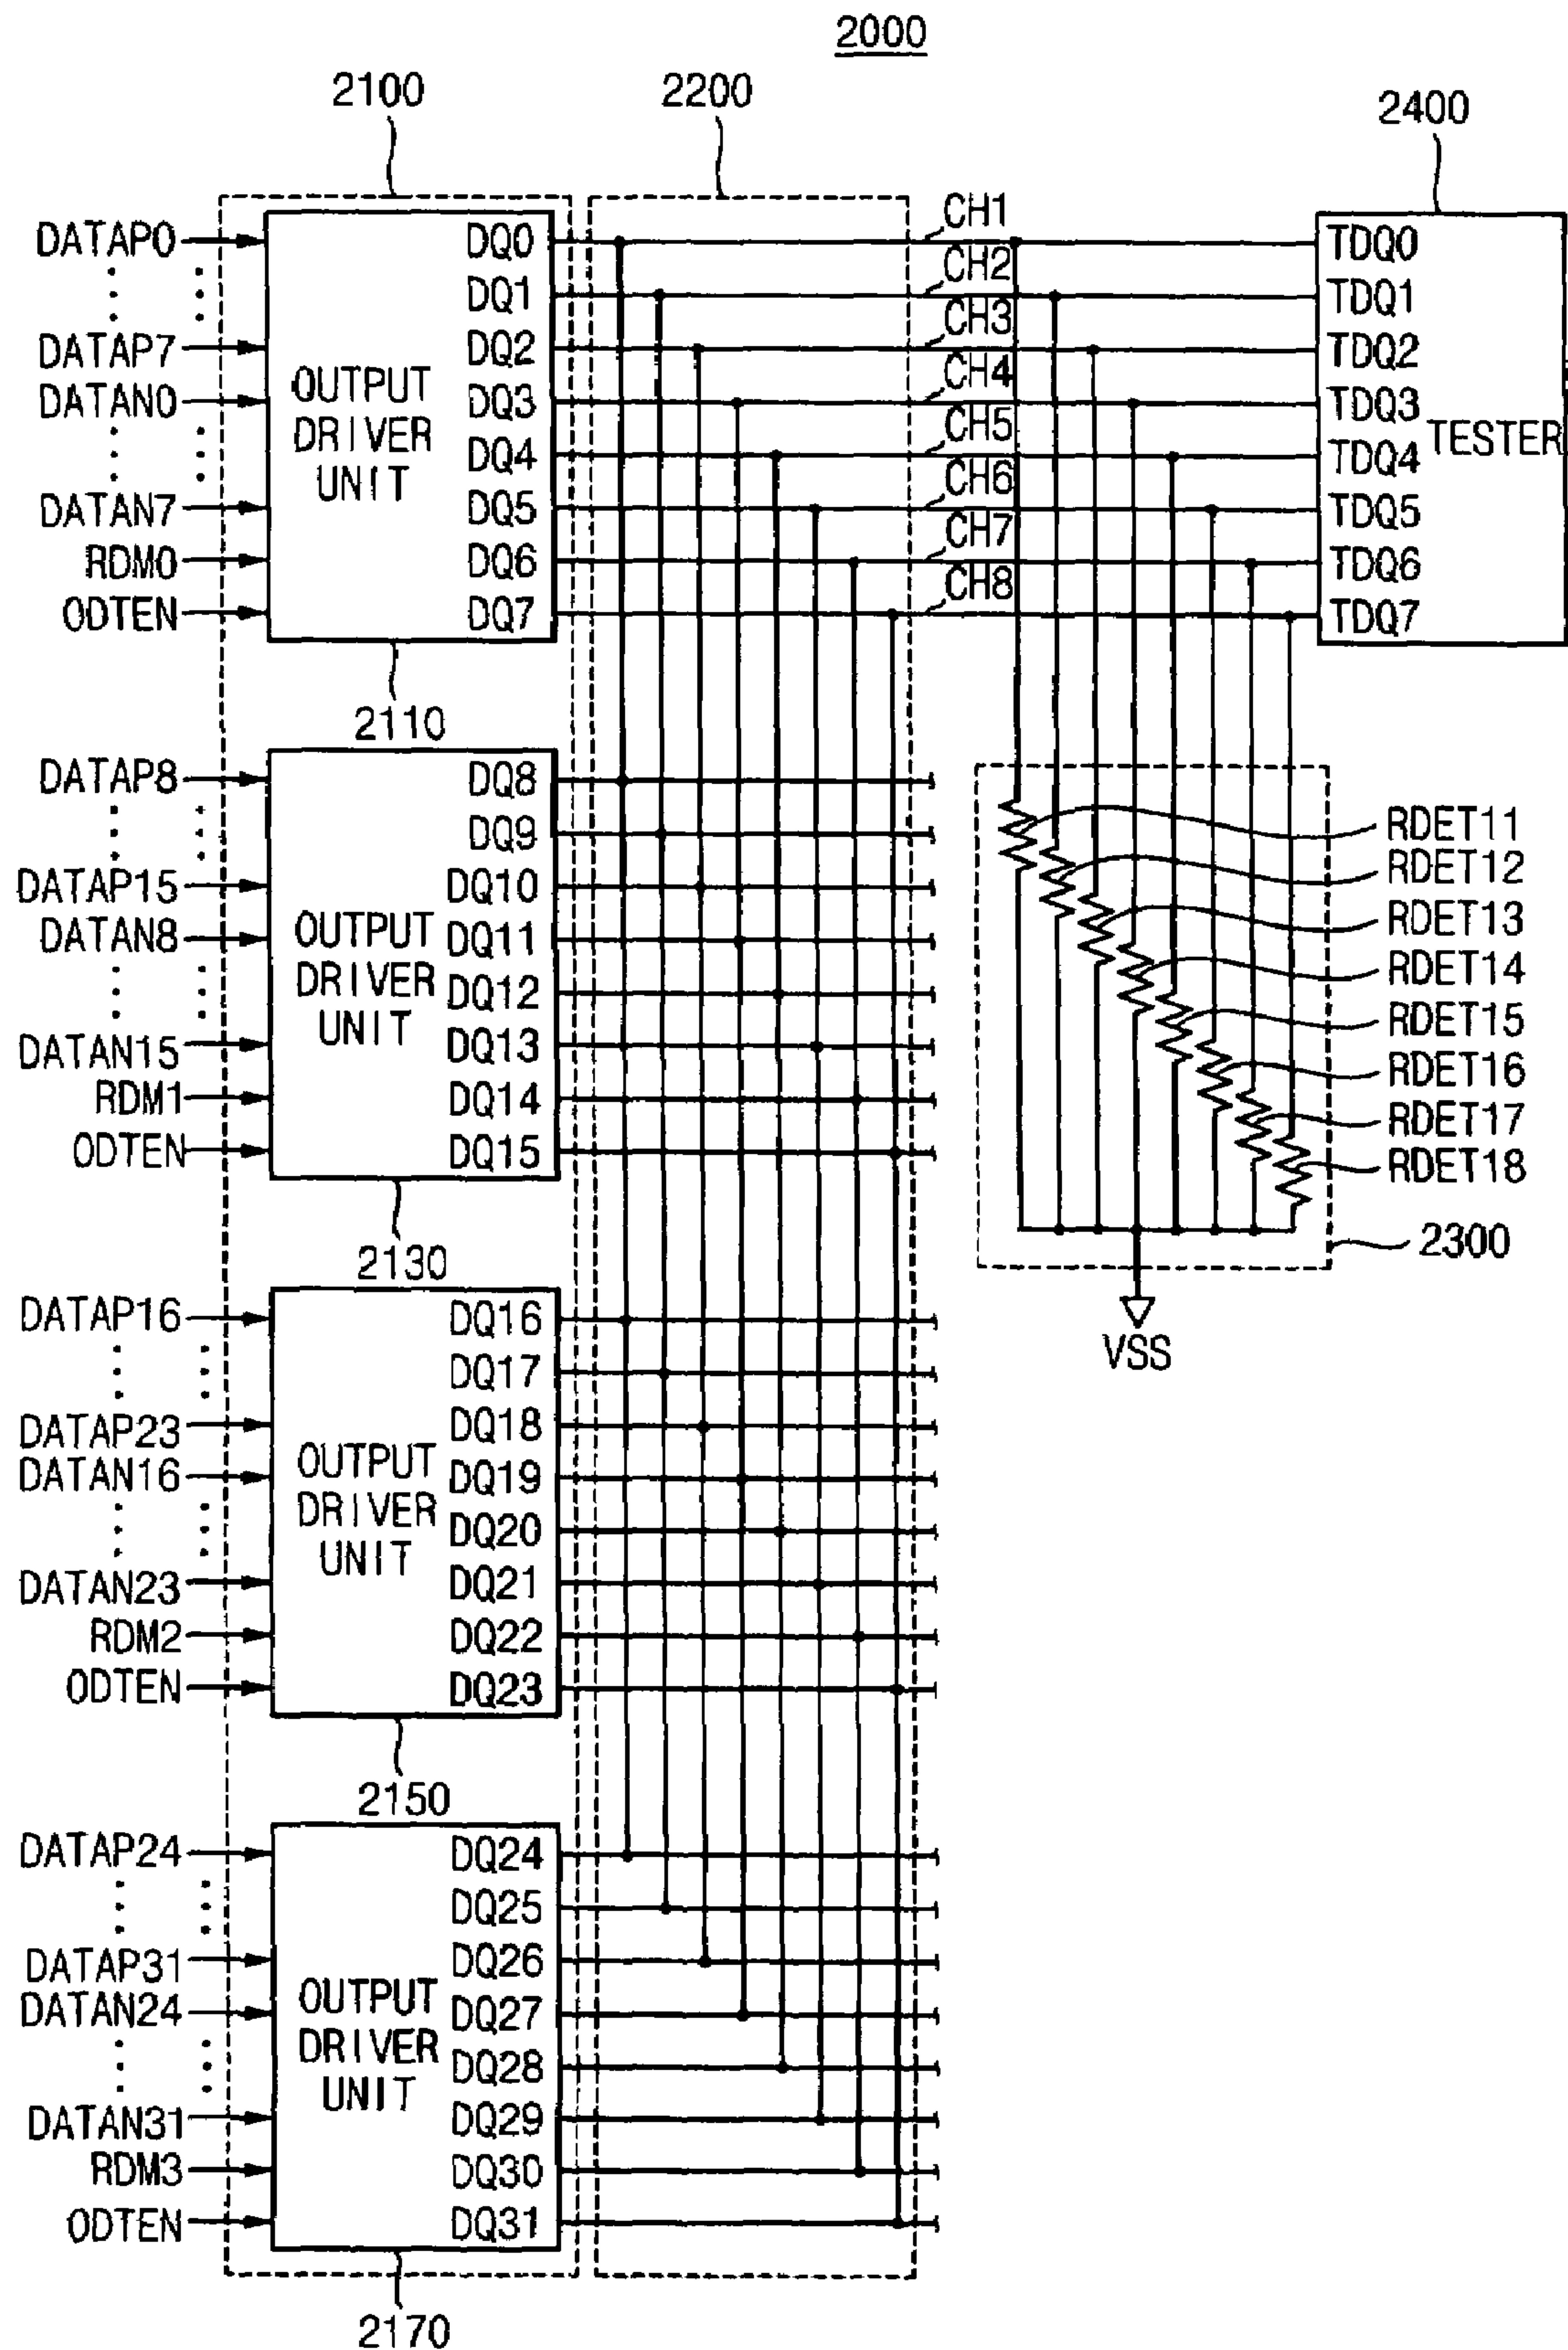 2000
2100
2200
2400
DATAP0
DATAP7
DATAN0
DATAN7
RDM0
ODTEN
OUTPUT
DRIVER
UNIT
DQ0
DQ1
DQ2
DQ3
DQ4
DQ5
DQ6
DQ7
CH1
CH2
CH3
CH4
CH5
CH6
CH7
CH8
TDQ0
TDQ1
TDQ2
TDQ3
TDQ4
TDQ5
TDQ6
TDQ7
TESTER
2110
DATAP8
DATAP15
DATAN8
DATAN15
RDM1
ODTEN
OUTPUT
DRIVER
UNIT
DQ8
DQ9
DQ10
DQ11
DQ12
DQ13
DQ14
DQ15
RDET11
RDET12
RDET13
RDET14
RDET15
RDET16
RDET17
RDET18
2300
VSS
2130
DATAP16
DATAP23
DATAN16
DATAN23
RDM2
ODTEN
OUTPUT
DRIVER
UNIT
DQ16
DQ17
DQ18
DQ19
DQ20
DQ21
DQ22
DQ23
2150
DATAP24
DATAP31
DATAN24
DATAN31
RDM3
ODTEN
OUTPUT
DRIVER
UNIT
DQ24
DQ25
DQ26
DQ27
DQ28
DQ29
DQ30
DQ31
2170